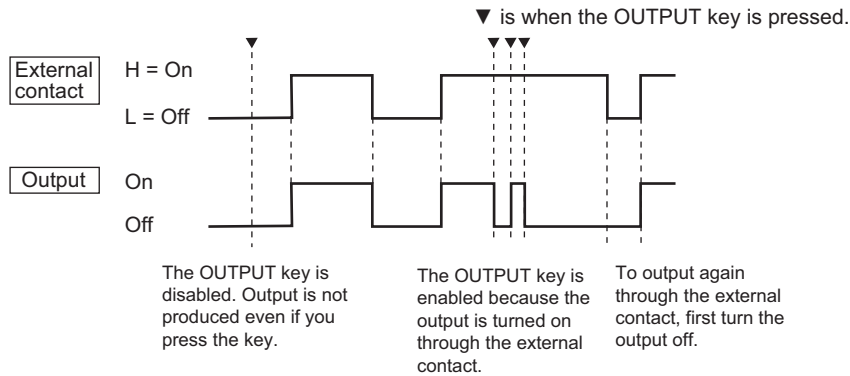 ▼ is when the OUTPUT key is pressed.
External
contact
H = On
L = Off
Output
On
Off
The OUTPUT key is
disabled. Output is not
produced even if you
press the key.
The OUTPUT key is
enabled because the
output is turned on
through the external
contact.
To output again
through the external
contact, first turn the
output off.